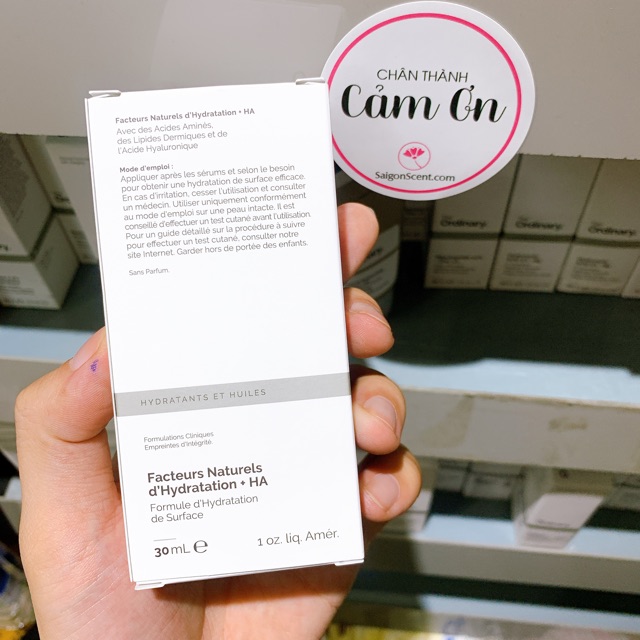 CHÂN THÀNH
Cảm Ơn
SaigonScent.com
Facteurs Naturels d'Hydratation + HA
Avec des Acides Aminés,
des Lipides Dermiques et de
l'Acide Hyaluronique
Mode d'emploi :
Appliquer après les sérums et selon le besoin
pour obtenir une hydratation de surface efficace.
En cas d'irritation, cesser l'utilisation et consulter
un médecin. Utiliser uniquement conformément
au mode d'emploi sur une peau intacte. Il est
conseillé d'effectuer un test cutané avant l'utilisation.
Pour un guide détaillé sur la procédure à suivre
pour effectuer un test cutané, consulter notre
site Internet. Garder hors de portée des enfants.
Sans Parfum.
HYDRATANTS ET HUILES
Formulations Cliniques
Empreintes d'intégrité.
Facteurs Naturels
d'Hydratation + HA
Formule d'Hydratation
de Surface
30 mL e 1 oz. liq. Amér.
Ordinary.
Ordinary.
Ordinary.